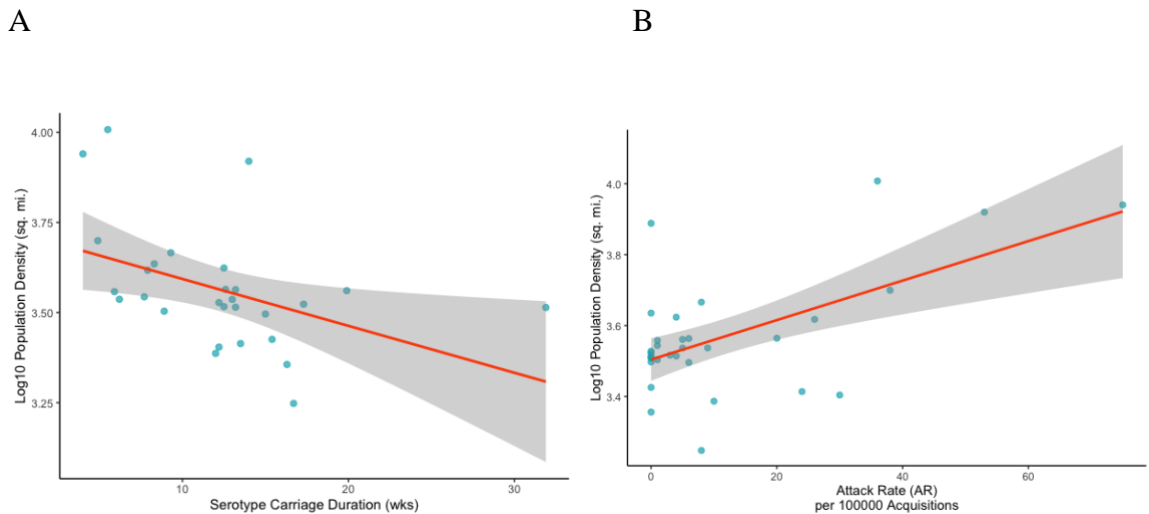 A
B
4.00
3.75
3.50
3.25
Log10 Population Density (sq. mi.)
10
20
30
Serotype Carriage Duration (wks)
4.0
3.8
3.6
3.4
Log10 Population Density (sq. mi.)
0
20
40
60
Attack Rate (AR)
per 100000 Acquisitions